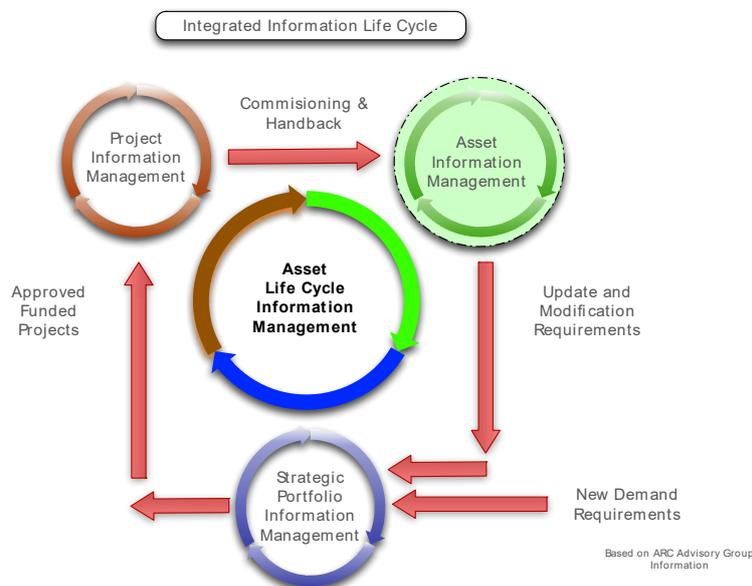 Integrated Information Life Cycle
Project
Information
Management
Commisioning &
Handback
Asset
Information
Management
Asset
Life Cycle
Information
Management
Approved
Funded
Projects
Update and
Modification
Requirements
Strategic
Portfolio
Information
Management
New Demand
Requirements
Based on ARC Advisory Group
Information